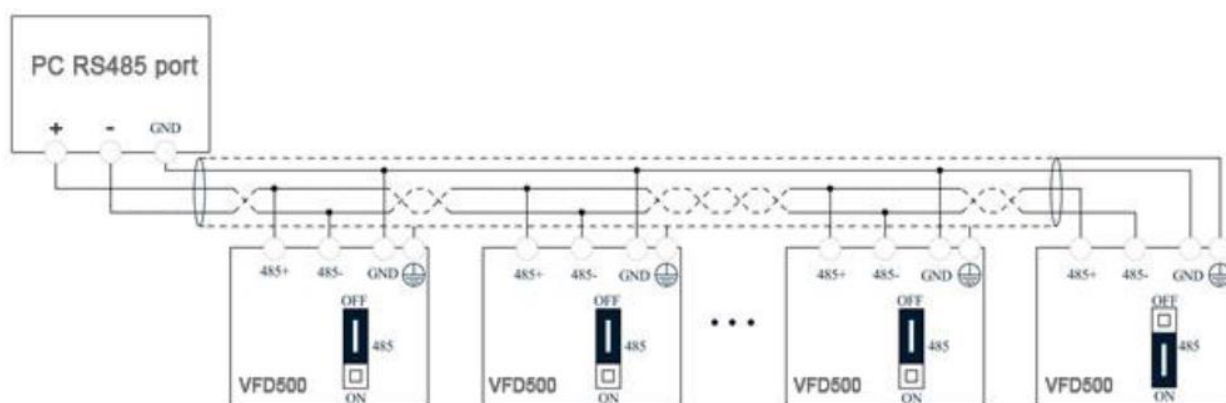 PC RS485 port
+ - GND
485+ 485- GND
485+ 485- GND
485+ 485- GND
485+ 485- GND
OFF
OFF
OFF
OFF
485
485
485
485
VFD500
VFD500
VFD500
VFD500
ON
ON
ON
ON